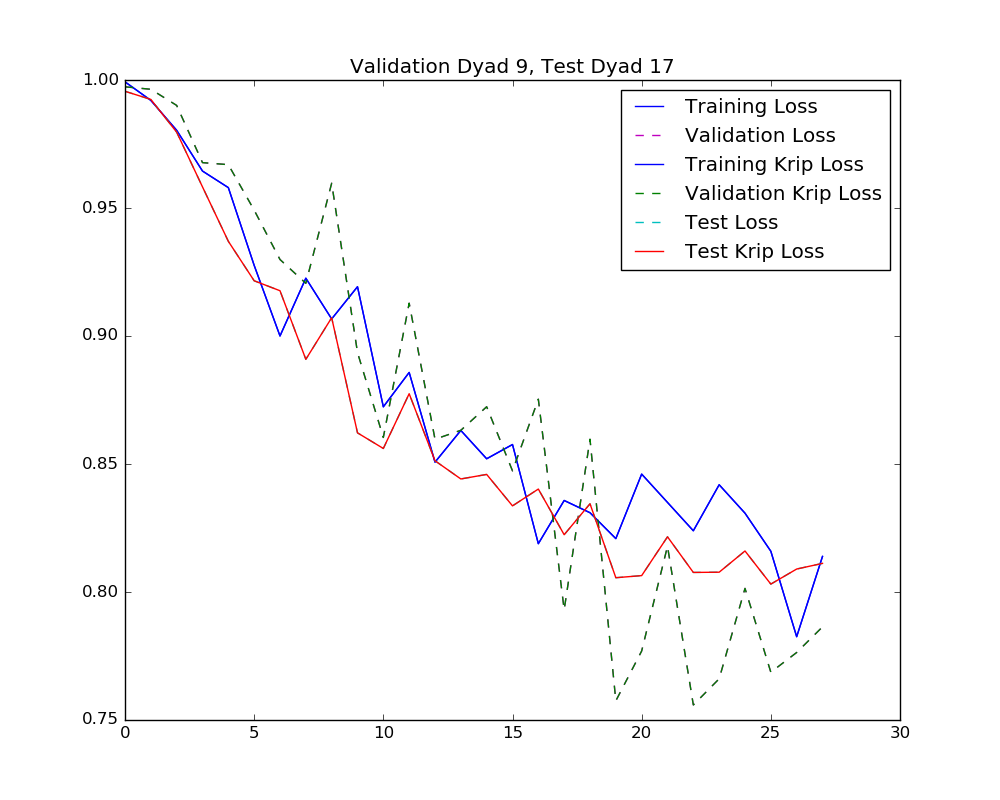 Validation Dyad 9, Test Dyad 17
1.00
0.95
0.90
0.85
0.80
0.75
0
5
10
15
20
25
30
Training Loss
Validation Loss
Training Krip Loss
Validation Krip Loss
Test Loss
Test Krip Loss